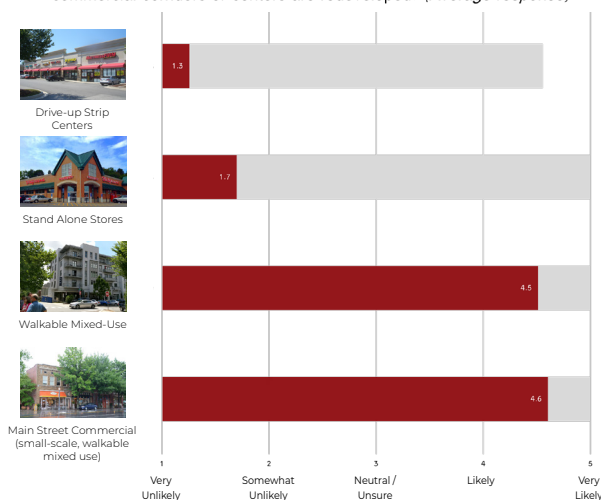 1.3
Drive-up Strip
Centers
1.7
Stand Alone Stores
4.5
Walkable Mixed-Use
4.6
Main Street Commercial
(small-scale, walkable
mixed use)
1
2
3
4
5
Very
Unlikely
Somewhat
Unlikely
Neutral /
Unsure
Likely
Very
Likely